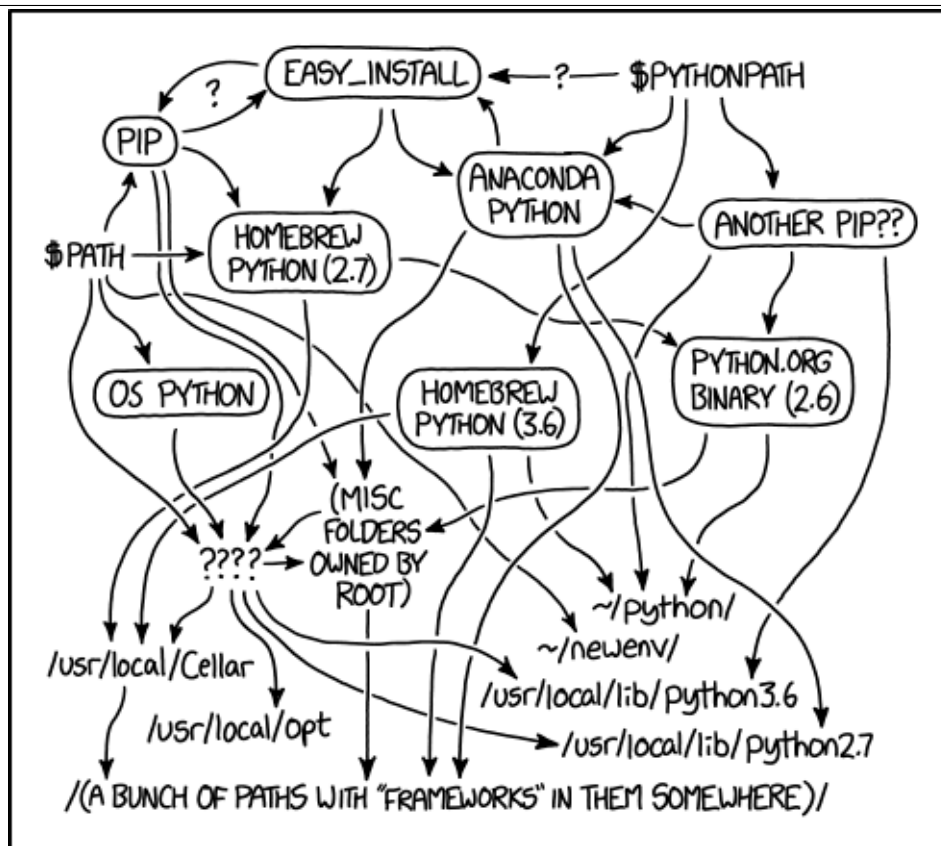 EASY_INSTALL
?
$PYTHONPATH
?
PIP
ANACONDA
PYTHON
ANOTHER PIP??
HOMEBREW
PYTHON (2.7)
$PATH
OS PYTHON
HOMEBREW
PYTHON (3.6)
PYTHON.ORG
BINARY (2.6)
(MISC
FOLDERS
OWNED BY
ROOT)
????
~/python/
~/newenv/
/usr/local/Cellar
/usr/local/lib/python3.6
/usr/local/opt
/usr/local/lib/python2.7
/(A BUNCH OF PATHS WITH "FRAMEWORKS" IN THEM SOMEWHERE)/